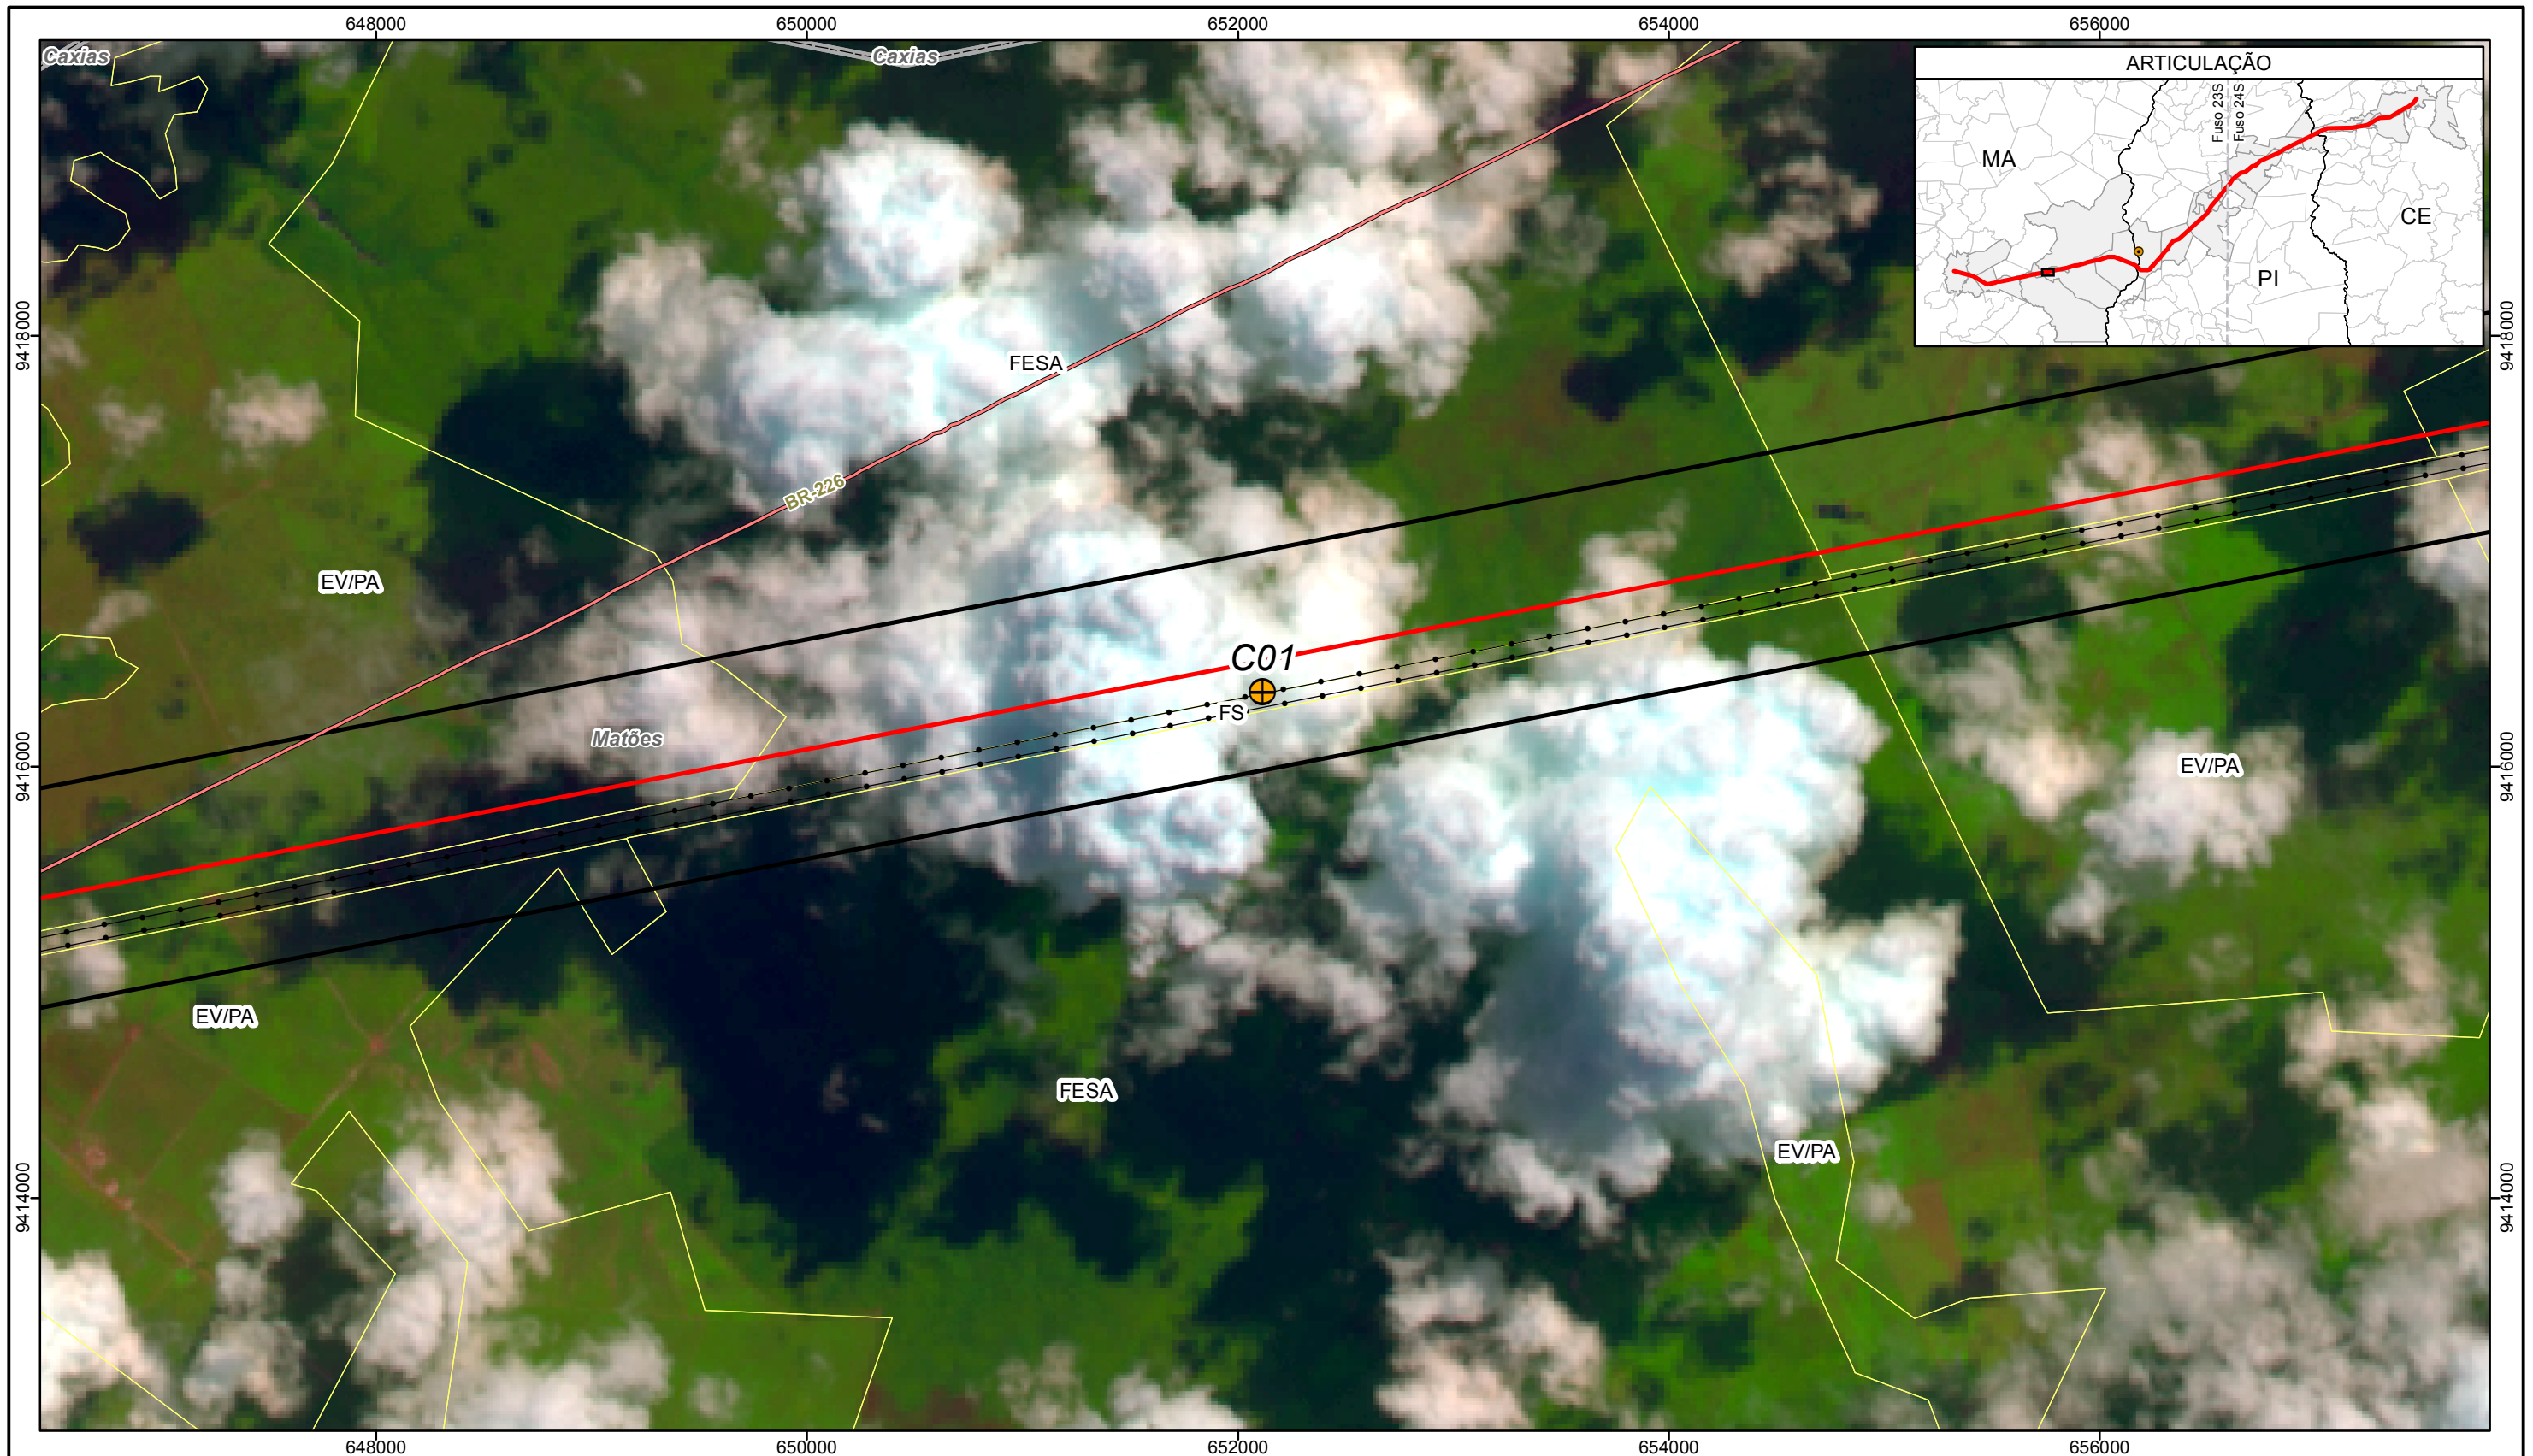 648000
650000
652000
654000
656000
Caxias
Caxias
ARTICULAÇÃO
Fuso 23S
Fuso 24S
MA
CE
PI
9418000
9418000
FESA
BR-226
EV/PA
C01
FS
Matões
9416000
9416000
EV/PA
EV/PA
FESA
EV/PA
9414000
9414000
648000
650000
652000
654000
656000